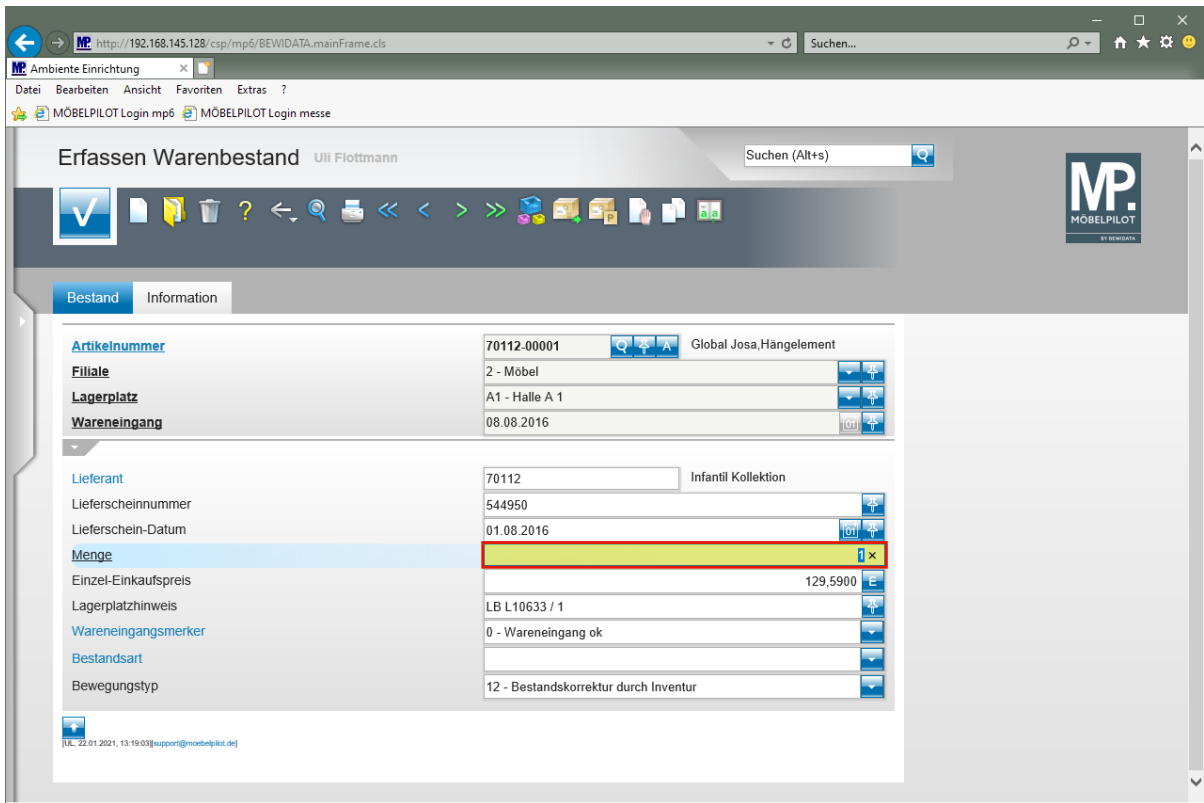 http://192.168.145.128/csp/mp6/BEWIDATA.mainFrame.cls Suchen...
MP. Ambiente Einrichtung
Datei Bearbeiten Ansicht Favoriten Extras ?
MÖBELPILOT Login mp6 MÖBELPILOT Login messe
Erfassen Warenbestand Uli Flottmann Suchen (Alt+s)
MP.
MÖBELPILOT
BY BEWIDATA
Bestand Information
Artikelnummer 70112-00001 A Global Josa,Hängelement
Filiale 2 - Möbel
Lagerplatz A1 - Halle A 1
Wareneingang 08.08.2016 01
Lieferant 70112 Infantil Kollektion
Lieferscheinnummer 544950
Lieferschein-Datum 01.08.2016 01
Menge 1 ×
Einzel-Einkaufspreis 129,5900 E
Lagerplatzhinweis LB L10633 / 1
Wareneingangsmerker 0 - Wareneingang ok
Bestandsart
Bewegungstyp 12 - Bestandskorrektur durch Inventur
[UL, 22.01.2021, 13:19:03][support@moebelpilot.de]